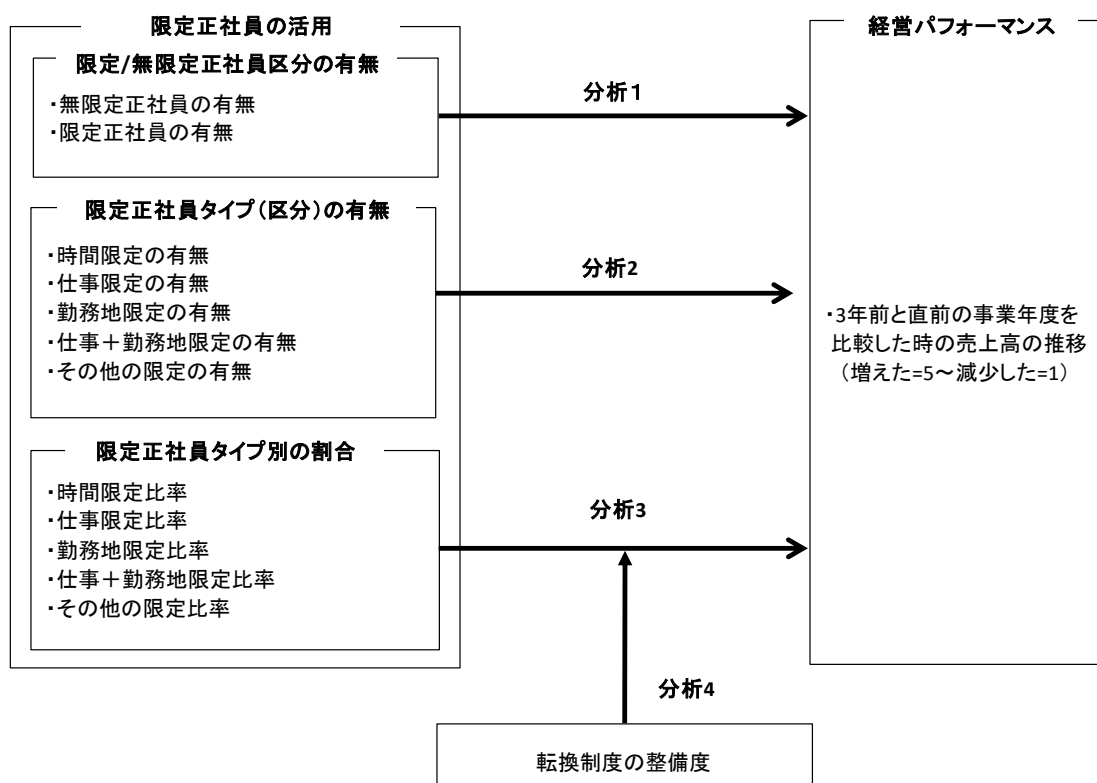 限定正社員の活用
限定/無限定正社員区分の有無
・無限定正社員の有無
・限定正社員の有無
分析１
限定正社員タイプ（区分）の有無
・時間限定の有無
・仕事限定の有無
・勤務地限定の有無
・仕事＋勤務地限定の有無
・その他の限定の有無
分析2
限定正社員タイプ別の割合
・時間限定比率
・仕事限定比率
・勤務地限定比率
・仕事＋勤務地限定比率
・その他の限定比率
分析3
分析4
転換制度の整備度
経営パフォーマンス
・3年前と直前の事業年度を
比較した時の売上高の推移
（増えた=5～減少した=1）